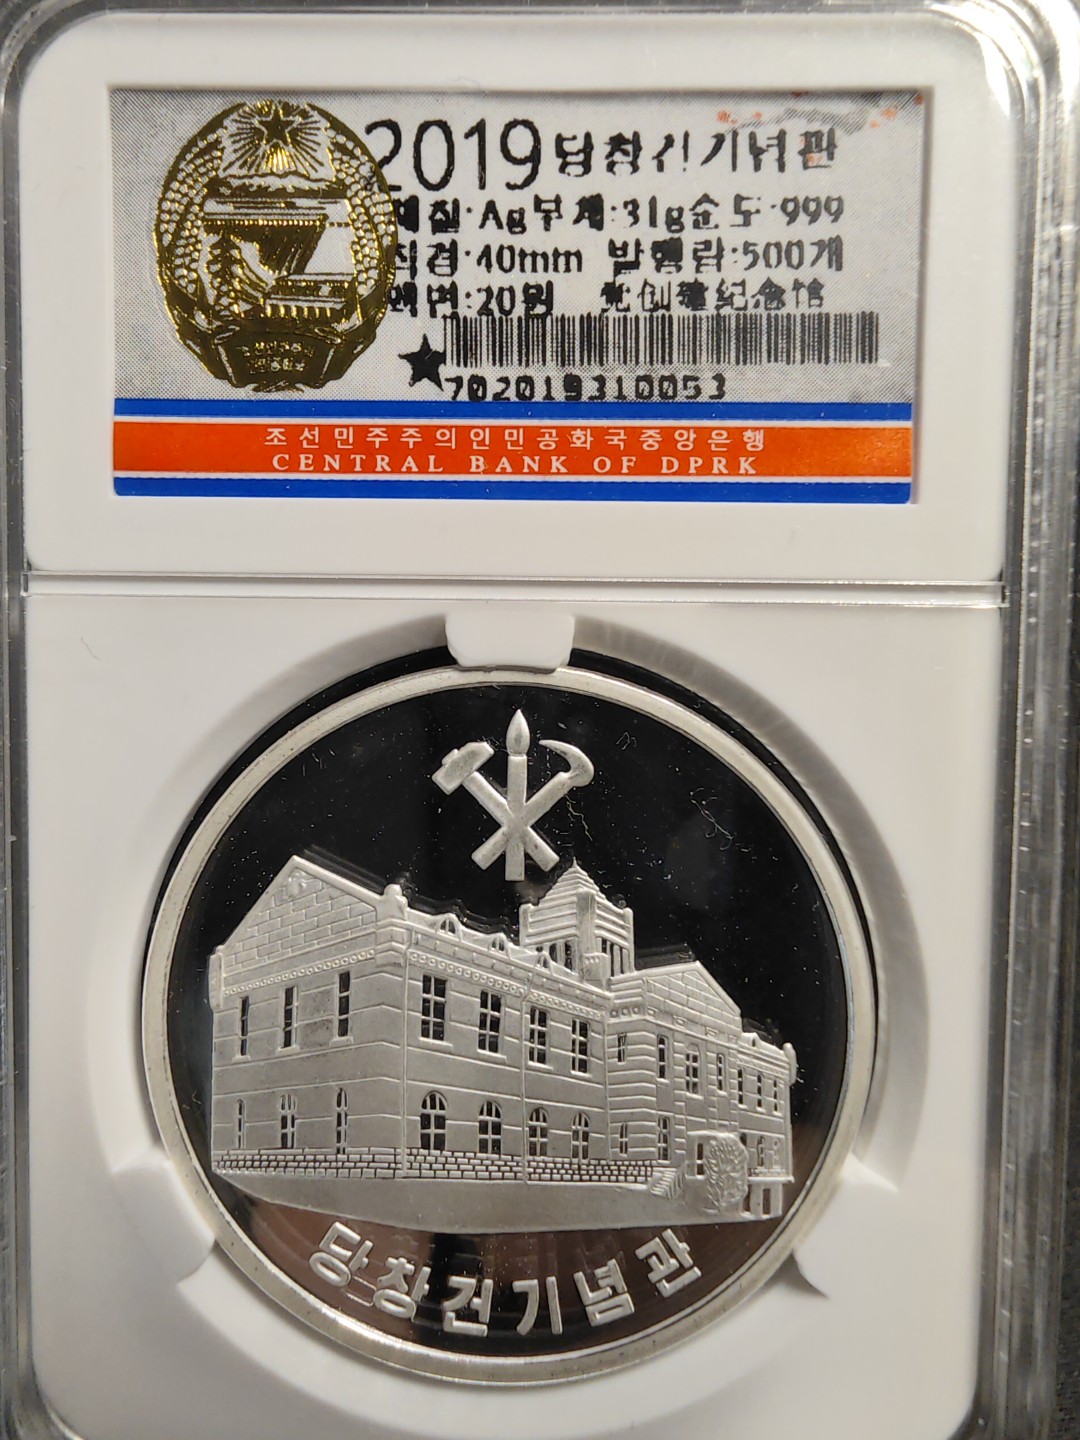 2019 당창건기념관
재질:Ag 무게:31g 순도:999
직경:40mm 발행량:500개
액면:20원 党创建纪念馆
702019310053
조선민주주의인민공화국중앙은행
CENTRAL BANK OF DPRK
당창건기념관